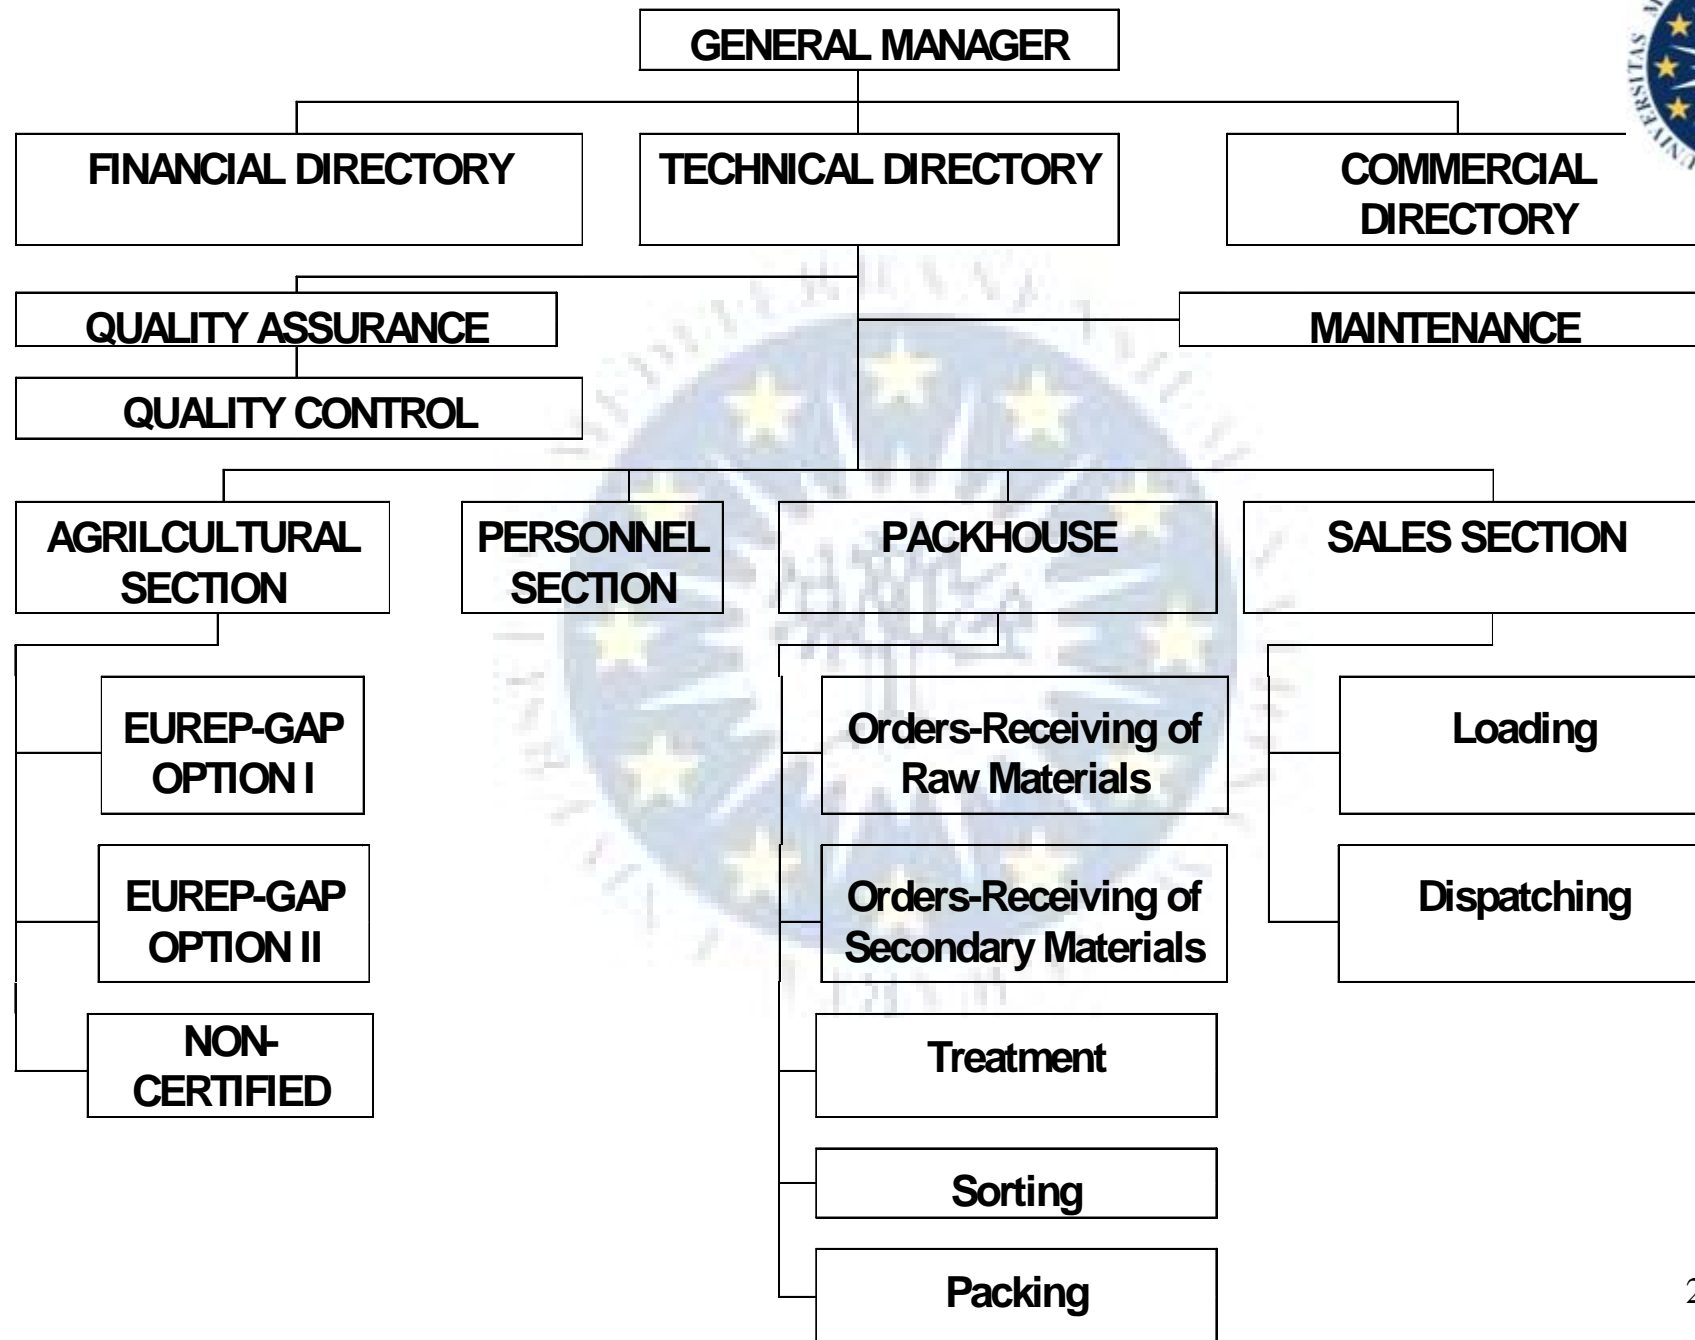 GENERAL MANAGER
FINANCIAL DIRECTORY
TECHNICAL DIRECTORY
COMMERCIAL
DIRECTORY
QUALITY ASSURANCE
MAINTENANCE
QUALITY CONTROL
AGRILCULTURAL
SECTION
PERSONNEL
SECTION
PACKHOUSE
SALES SECTION
EUREP-GAP
OPTION I
Orders-Receiving of
Raw Materials
Loading
EUREP-GAP
OPTION II
Orders-Receiving of
Secondary Materials
Dispatching
NON-
CERTIFIED
Treatment
Sorting
Packing
2